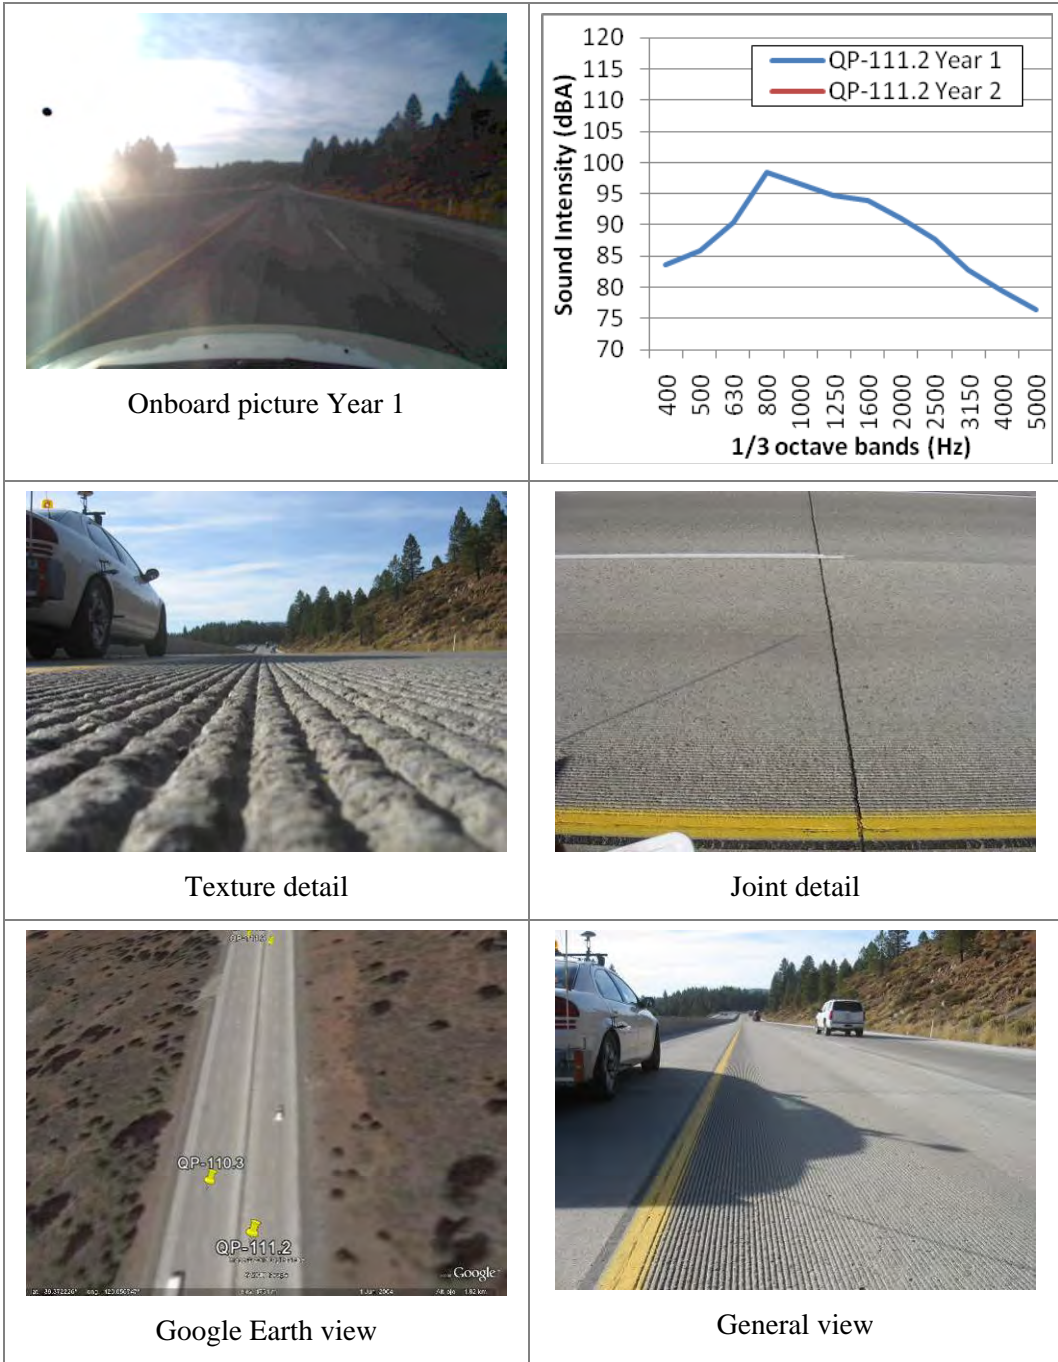 Onboard picture Year 1
120
115
110
105
100
95
90
85
80
75
70
Sound Intensity (dBA)
QP-111.2 Year 1
QP-111.2 Year 2
400
500
630
800
1000
1250
1600
2000
2500
3150
4000
5000
1/3 octave bands (Hz)
Texture detail
Joint detail
QP-110.3
QP-111.2
Google
1 Jun 2004
Google Earth view
General view